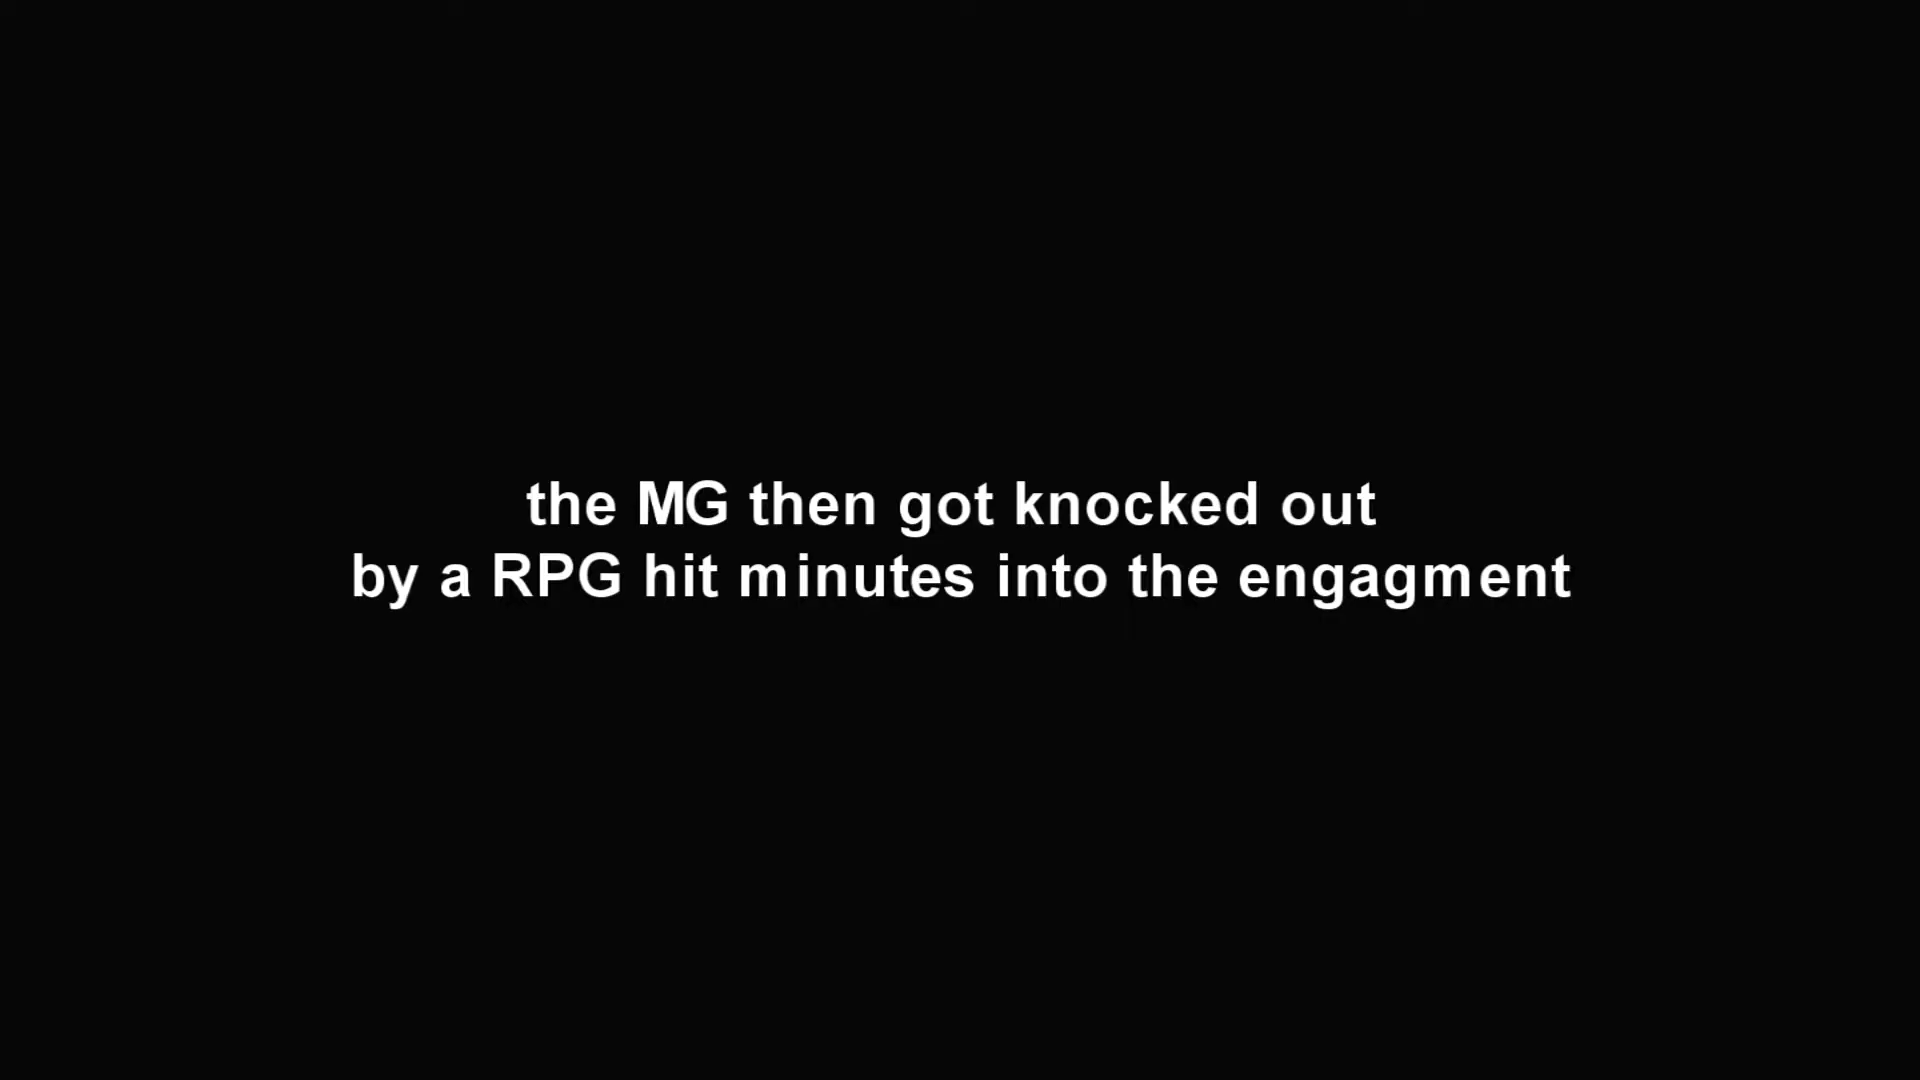 the MG then got knocked out
by a RPG hit minutes into the engagment